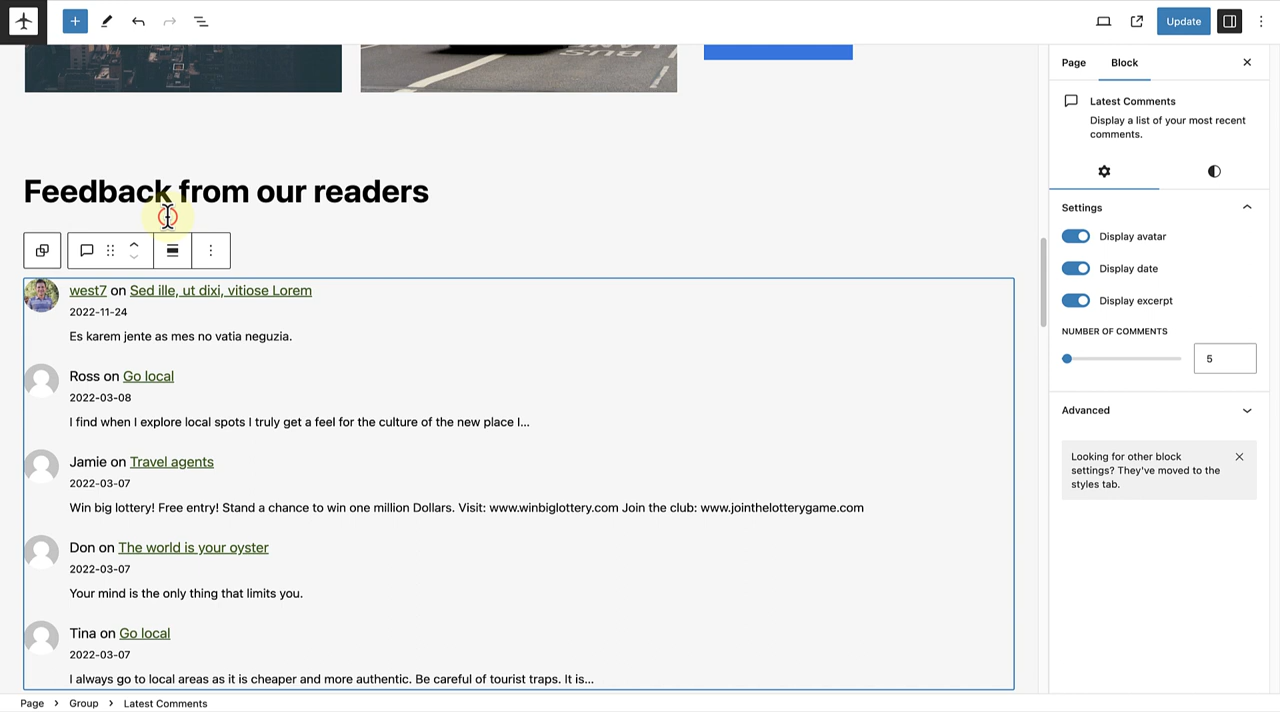 Update
BUS
Page
Block
Latest Comments
Display a list of your most recent
comments.
Settings
Display avatar
Display date
Display excerpt
NUMBER OF COMMENTS
5
Advanced
Looking for other block
settings? They've moved to the
styles tab.
Feedback from our readers
west7 on Sed ille, ut dixi, vitiose Lorem
2022-11-24
Es karem jente as mes no vatia neguzia.
Ross on Go local
2022-03-08
I find when I explore local spots I truly get a feel for the culture of the new place I...
Jamie on Travel agents
2022-03-07
Win big lottery! Free entry! Stand a chance to win one million Dollars. Visit: www.winbiglottery.com Join the club: www.jointhelotterygame.com
Don on The world is your oyster
2022-03-07
Your mind is the only thing that limits you.
Tina on Go local
2022-03-07
I always go to local areas as it is cheaper and more authentic. Be careful of tourist traps. It is...
Page > Group > Latest Comments